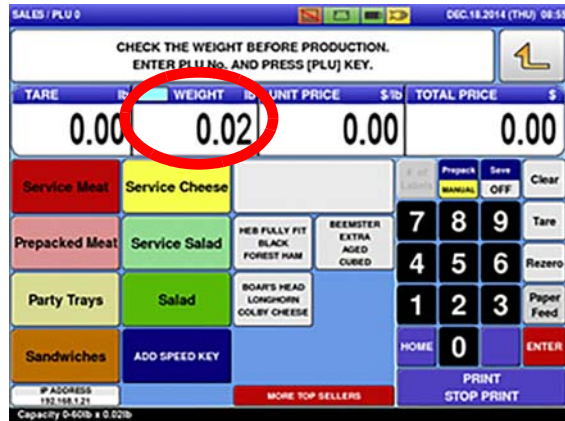 SALES / PLU 0
DEC.18.2014 (THU) 08:55
CHECK THE WEIGHT BEFORE PRODUCTION.
ENTER PLU No. AND PRESS [PLU] KEY.
TARE lb WEIGHT lb UNIT PRICE $/lb TOTAL PRICE $
0.00 0.02 0.00 0.00
Service Meat
Service Cheese
# of
Labels
Prepack
MANUAL
Save
OFF
Clear
Prepacked Meat
Service Salad
HEB FULLY FIT
BLACK
FOREST HAM
BEEMSTER
EXTRA
AGED
CUBED
7 8 9 Tare
4 5 6 Rezero
Party Trays
Salad
BOAR'S HEAD
LONGHORN
COLBY CHEESE
1 2 3 Paper
Feed
Sandwiches
ADD SPEED KEY
HOME 0 ENTER
IP ADDRESS
192.168.1.21
MORE TOP SELLERS
PRINT
STOP PRINT
Capacity 0-60lb x 0.02lb